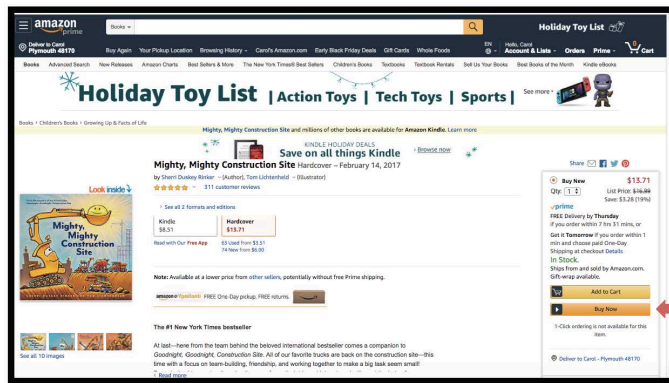 amazon
prime
Books
Holiday Toy List
Deliver to Carol
Plymouth 48170
Buy Again Your Pickup Location Browsing History Carol's Amazon.com Early Black Friday Deals Gift Cards Whole Foods
EN
Hello, Carol
Account & Lists Orders Prime 0 Cart
Books Advanced Search New Releases Amazon Charts Best Sellers & More The New York Times® Best Sellers Children's Books Textbooks Textbook Rentals Sell Us Your Books Best Books of the Month Kindle eBooks
Holiday Toy List | Action Toys | Tech Toys | Sports | See more ›
Books › Children's Books › Growing Up & Facts of Life
Mighty, Mighty Construction Site and millions of other books are available for Amazon Kindle. Learn more
KINDLE HOLIDAY DEALS
Save on all things Kindle › Browse now
Mighty, Mighty Construction Site Hardcover – February 14, 2017
by Sherri Duskey Rinker (Author), Tom Lichtenheld (Illustrator)
311 customer reviews
Look inside
Mighty,
Mighty
Construction
Site
See all 10 images
› See all 2 formats and editions
Kindle
$8.51
Hardcover
$13.71
Read with Our Free App
63 Used from $3.51
74 New from $6.90
Note: Available at a lower price from other sellers, potentially without free Prime shipping.
FREE One-Day pickup. FREE returns.
The #1 New York Times bestseller
At last—here from the team behind the beloved international bestseller comes a companion to
Goodnight, Goodnight, Construction Site. All of our favorite trucks are back on the construction site—this
time with a focus on team-building, friendship, and working together to make a big task seem small!
› Read more
Share
Buy New $13.71
Qty: 1 List Price: $16.99
Save: $3.28 (19%)
prime
FREE Delivery by Thursday
if you order within 7 hrs 51 mins, or
Get it Tomorrow if you order within 1
min and choose paid One-Day
Shipping at checkout Details
In Stock.
Ships from and sold by Amazon.com.
Gift-wrap available.
Add to Cart
Buy Now
1-Click ordering is not available for this
item.
Deliver to Carol - Plymouth 48170